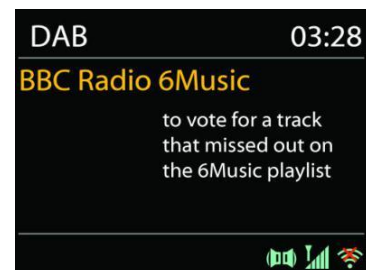 DAB 03:28
BBC Radio 6Music
to vote for a track
that missed out on
the 6Music playlist